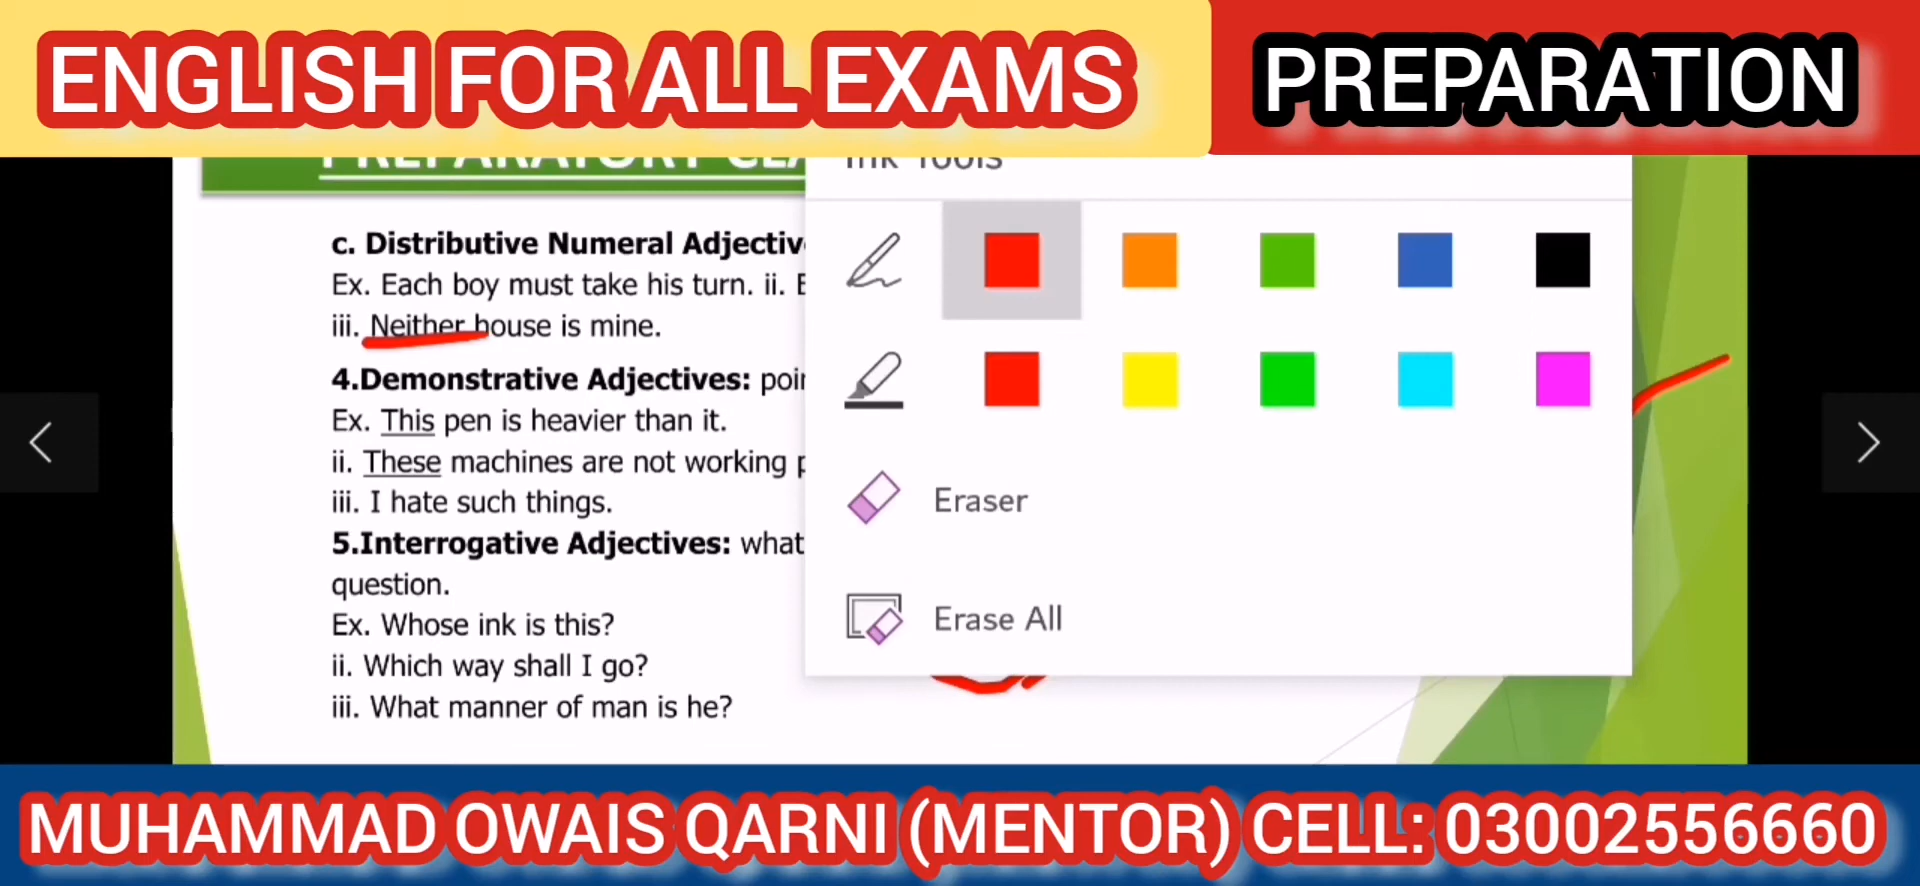 ENGLISH FOR ALL EXAMS
PREPARATION
PREPARATORY
Ink Tools
c. Distributive Numeral
Ex. Each boy must take his turn. ii.
iii. Neither house is mine.
4.Demonstrative Adjectives:
Ex. This pen is heavier than it.
ii. These machines are not working
iii. I hate such things.
5.Interrogative Adjectives: what
question.
Ex. Whose ink is this?
ii. Which way shall I go?
iii. What manner of man is he?
Eraser
Erase All
MUHAMMAD OWAIS QARNI (MENTOR) CELL: 03002556660